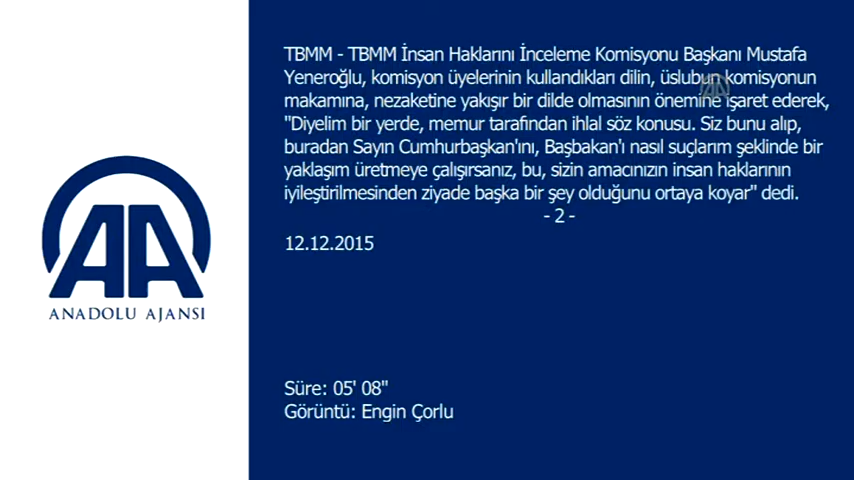 AA
ANADOLU AJANSI
TBMM - TBMM İnsan Haklarını İnceleme Komisyonu Başkanı Mustafa
Yeneroğlu, komisyon üyelerinin kullandıkları dilin, üslubun komisyonun
makamına, nezaketine yakışır bir dilde olmasının önemine işaret ederek,
"Diyelim bir yerde, memur tarafından ihlal söz konusu. Siz bunu alıp,
buradan Sayın Cumhurbaşkan'ını, Başbakan'ı nasıl suçlarım şeklinde bir
yaklaşım üretmeye çalışırsanız, bu, sizin amacınızın insan haklarının
iyileştirilmesinden ziyade başka bir şey olduğunu ortaya koyar" dedi.
- 2 -
12.12.2015
Süre: 05' 08"
Görüntü: Engin Çorlu